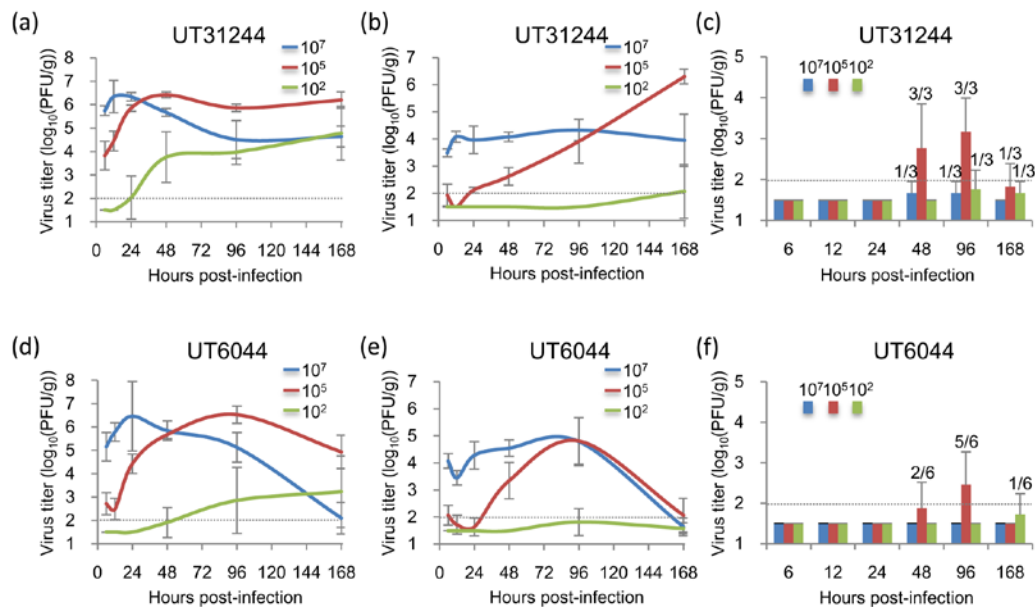 (a)
UT31244
10⁷
10⁵
10²
Virus titer (log₁₀(PFU/g))
8
7
6
5
4
3
2
1
0 24 48 72 96 120 144 168
Hours post-infection
(b)
UT31244
10⁷
10⁵
10²
Virus titer (log₁₀(PFU/g))
7
6
5
4
3
2
1
0 24 48 72 96 120 144 168
Hours post-infection
(c)
UT31244
10⁷10⁵10²
Virus titer (log₁₀(PFU/g))
5
4
3
2
1
3/3
3/3
1/3
1/3
1/3
1/3
1/3
6 12 24 48 96 168
Hours post-infection
(d)
UT6044
10⁷
10⁵
10²
Virus titer (log₁₀(PFU/g))
8
7
6
5
4
3
2
1
0 24 48 72 96 120 144 168
Hours post-infection
(e)
UT6044
10⁷
10⁵
10²
Virus titer (log₁₀(PFU/g))
7
6
5
4
3
2
1
0 24 48 72 96 120 144 168
Hours post-infection
(f)
UT6044
10⁷10⁵10²
Virus titer (log₁₀(PFU/g))
5
4
3
2
1
2/6
5/6
1/6
6 12 24 48 96 168
Hours post-infection